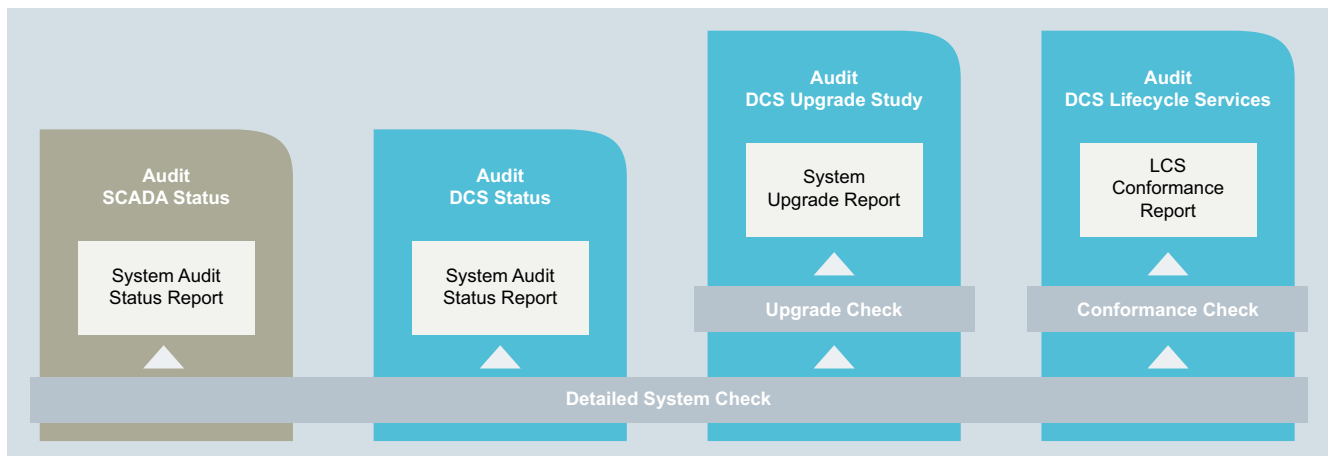 Audit
SCADA Status
System Audit
Status Report
Audit
DCS Status
System Audit
Status Report
Audit
DCS Upgrade Study
System
Upgrade Report
Upgrade Check
Audit
DCS Lifecycle Services
LCS
Conformance
Report
Conformance Check
Detailed System Check